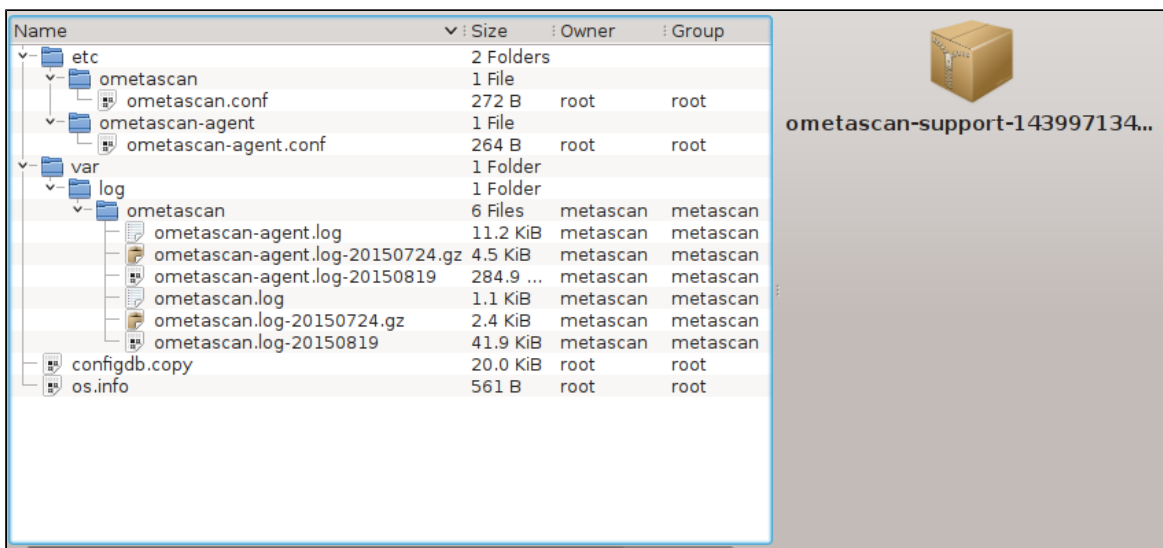 Name Size Owner Group
etc 2 Folders
ometascan 1 File
ometascan.conf 272 B root root
ometascan-agent 1 File
ometascan-agent.conf 264 B root root
var 1 Folder
log 1 Folder
ometascan 6 Files metascan metascan
ometascan-agent.log 11.2 KiB metascan metascan
ometascan-agent.log-20150724.gz 4.5 KiB metascan metascan
ometascan-agent.log-20150819 284.9 ... metascan metascan
ometascan.log 1.1 KiB metascan metascan
ometascan.log-20150724.gz 2.4 KiB metascan metascan
ometascan.log-20150819 41.9 KiB metascan metascan
configdb.copy 20.0 KiB root root
os.info 561 B root root
ometascan-support-143997134...